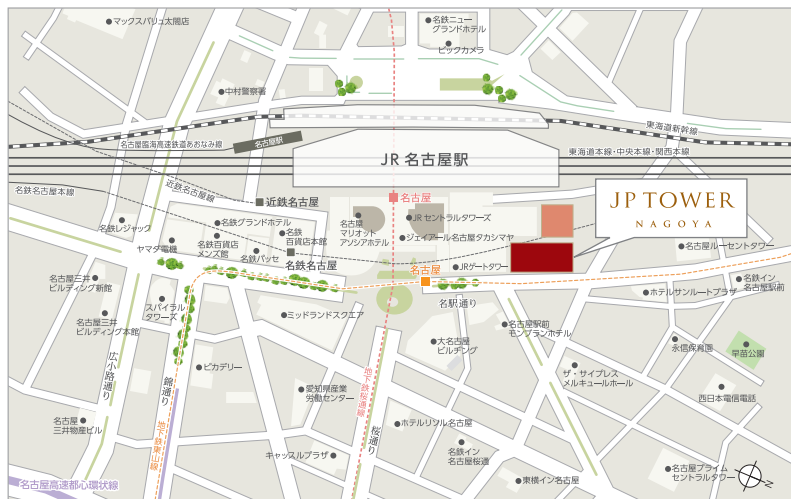 マックスバリュ太閤店
名鉄ニュー
グランドホテル
ビックカメラ
中村警察署
名古屋臨海高速鉄道あおなみ線
名古屋駅
JR 名古屋駅
東海道新幹線
東海道本線・中央本線・関西本線
名鉄名古屋本線
近鉄名古屋線
近鉄名古屋
名古屋
JP TOWER
NAGOYA
名鉄レジャック
名鉄グランドホテル
名古屋
マリオット
アソシアホテル
JRセントラルタワーズ
ヤマダ電機
名鉄百貨店
メンズ館
名鉄
百貨店本館
名鉄パッセ
ジェイアール名古屋タカシマヤ
名古屋ルーセントタワー
名鉄名古屋
名古屋
JRゲートタワー
名古屋三井
ビルディング新館
名鉄イン
名古屋駅前
ホテルサンルートプラザ
スパイラル
タワーズ
名駅通り
名古屋三井
ビルディング本館
ミッドランドスクエア
名古屋駅前
モンブランホテル
大名古屋
ビルヂング
永信保育園
早苗公園
広小路通り
ピカデリー
錦通り
地下鉄桜通線
ザ・サイプレス
メルキュールホール
愛知県産業
労働センター
西日本電信電話
名古屋
三井物産ビル
地下鉄東山線
桜通り
ホテルリソル名古屋
キャッスルプラザ
名鉄イン
名古屋桜通
名古屋プライム
セントラルタワー
東横イン名古屋
名古屋高速都心環状線
N